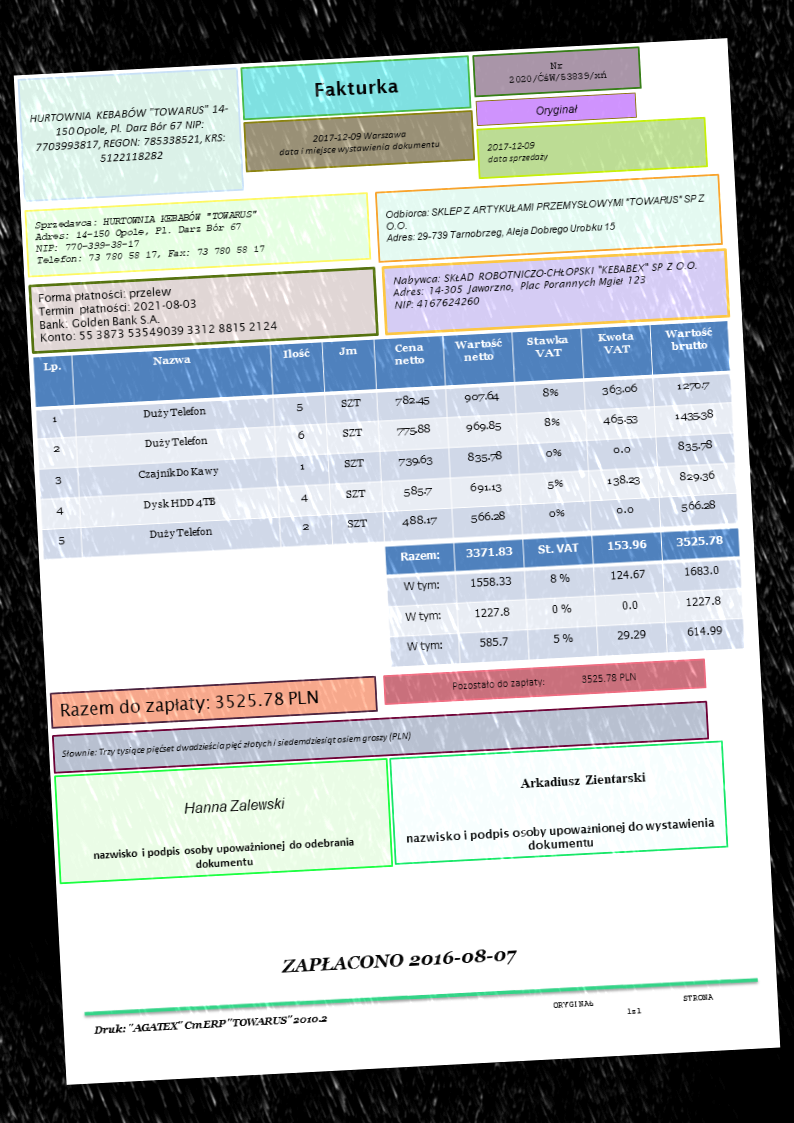 HURTOWNIA KEBABÓW "TOWARUS" 14-
150 Opole, Pl. Darz Bór 67 NIP:
7703993817, REGON: 785338521, KRS:
5122118282
Fakturka
2017-12-09 Warszawa
data i miejsce wystawienia dokumentu
Nr
2020/ĆśW/53839/xń
Oryginał
2017-12-09
data sprzedaży
Sprzedawca: HURTOWNIA KEBABÓW "TOWARUS"
Adres: 14-150 Opole, Pl. Darz Bór 67
NIP: 770-399-38-17
Telefon: 73 780 58 17, Fax: 73 780 58 17
Odbiorca: SKLEP Z ARTYKUŁAMI PRZEMYSŁOWYMI "TOWARUS" SP Z
O.O.
Adres: 29-739 Tarnobrzeg, Aleja Dobrego Urobku 15
Forma płatności: przelew
Termin płatności: 2021-08-03
Bank: Golden Bank S.A.
Konto: 55 3873 53549039 3312 8815 2124
Nabywca: SKŁAD ROBOTNICZO-CHŁOPSKI "KEBABEX" SP Z O.O.
Adres: 14-305 Jaworzno, Plac Porannych Mgieł 123
NIP: 4167624260
Lp. Nazwa Ilość Jm Cena netto Wartość netto Stawka VAT Kwota VAT Wartość brutto
1 Duży Telefon 5 SZT 782.45 907.64 8% 363.06 1270.7
2 Duży Telefon 6 SZT 775.88 969.85 8% 465.53 1435.38
3 Czajnik Do Kawy 1 SZT 739.63 835.78 0% 0.0 835.78
4 Dysk HDD 4TB 4 SZT 585.7 691.13 5% 138.23 829.36
5 Duży Telefon 2 SZT 488.17 566.28 0% 0.0 566.28
Razem: 3371.83 St. VAT 153.96 3525.78
W tym: 1558.33 8 % 124.67 1683.0
W tym: 1227.8 0 % 0.0 1227.8
W tym: 585.7 5 % 29.29 614.99
Razem do zapłaty: 3525.78 PLN
Pozostało do zapłaty: 3525.78 PLN
Słownie: Trzy tysiące pięćset dwadzieścia pięć złotych i siedemdziesiąt osiem groszy (PLN)
Hanna Zalewski
nazwisko i podpis osoby upoważnionej do odebrania
dokumentu
Arkadiusz Zientarski
nazwisko i podpis osoby upoważnionej do wystawienia
dokumentu
ZAPŁACONO 2016-08-07
Druk: "AGATEX" CmERP "TOWARUS" 2010.2
ORYGINAŁ
STRONA
1z1